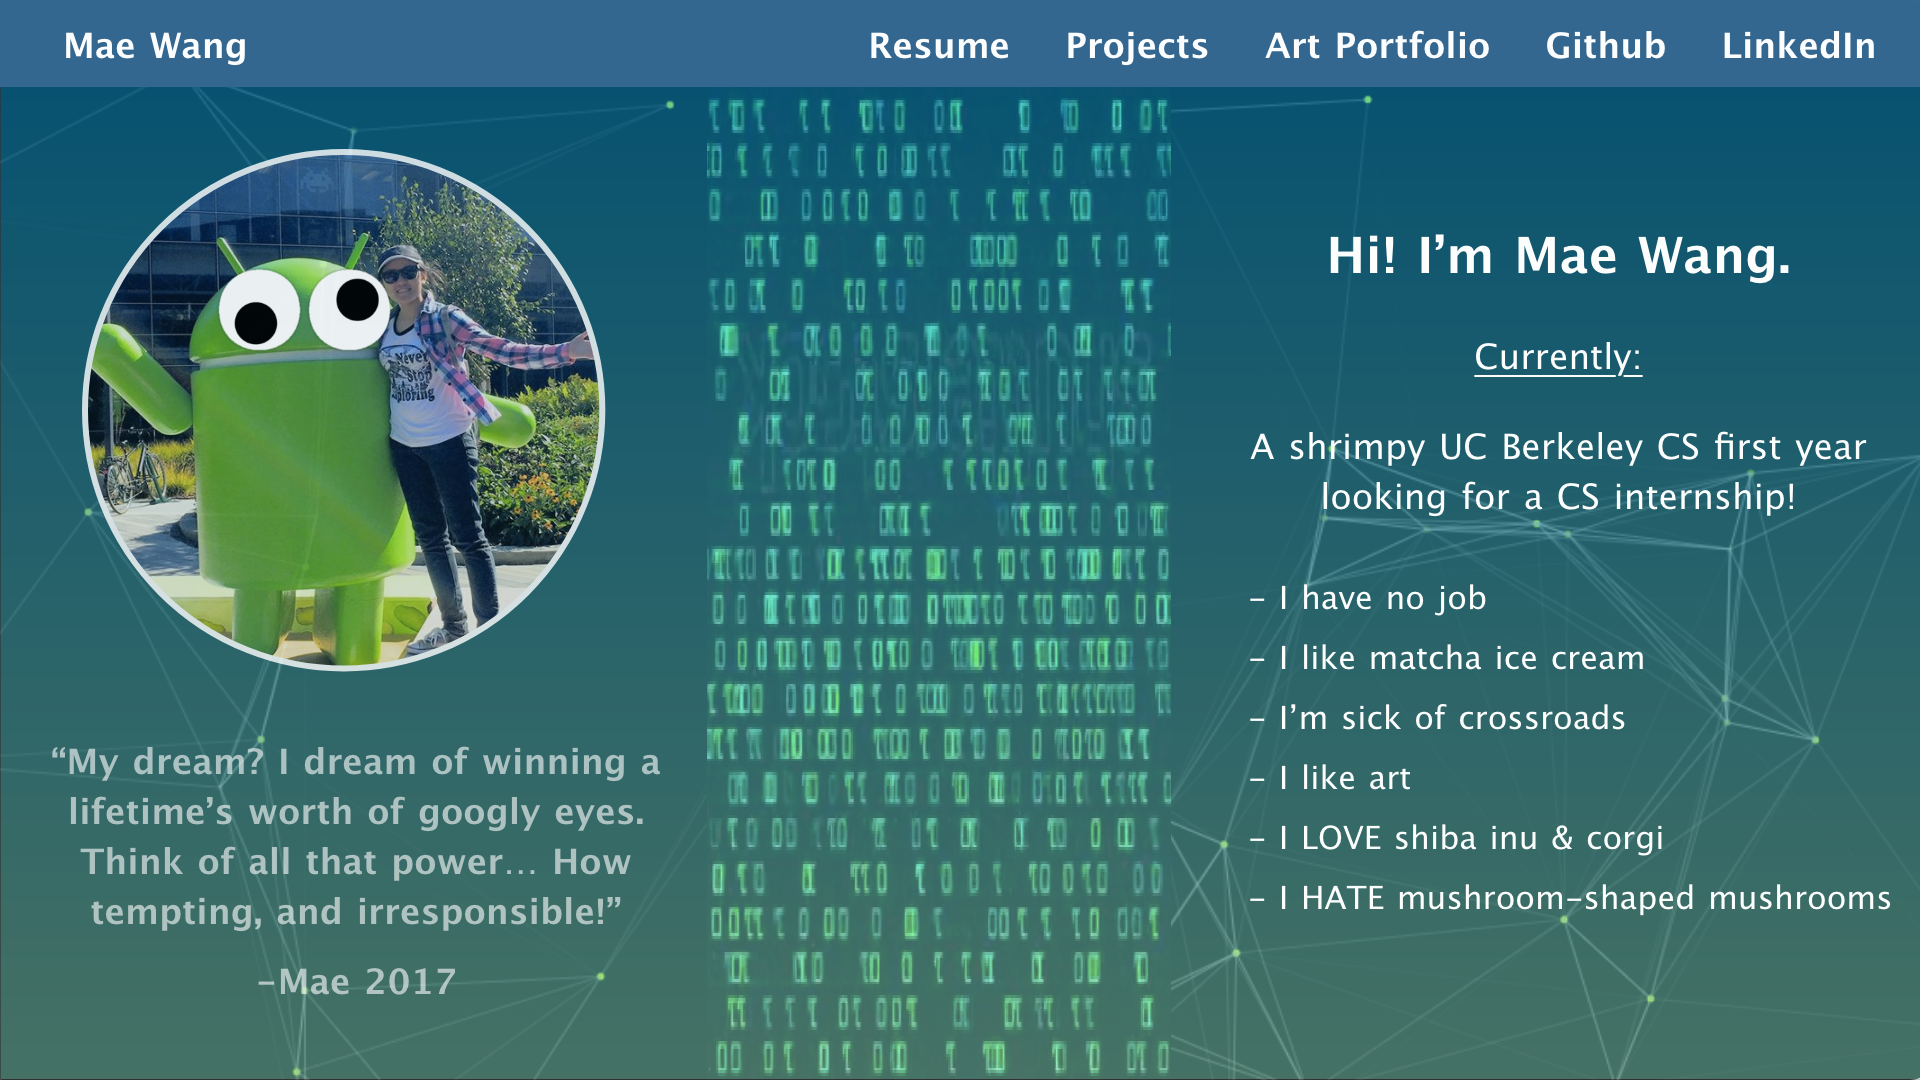 Mae Wang
Resume
Projects
Art Portfolio
Github
LinkedIn
Never
Stop
Exploring
“My dream? I dream of winning a
lifetime’s worth of googly eyes.
Think of all that power... How
tempting, and irresponsible!”
–Mae 2017
Hi! I’m Mae Wang.
Currently:
A shrimpy UC Berkeley CS first year
looking for a CS internship!
– I have no job
– I like matcha ice cream
– I’m sick of crossroads
– I like art
– I LOVE shiba inu & corgi
– I HATE mushroom–shaped mushrooms